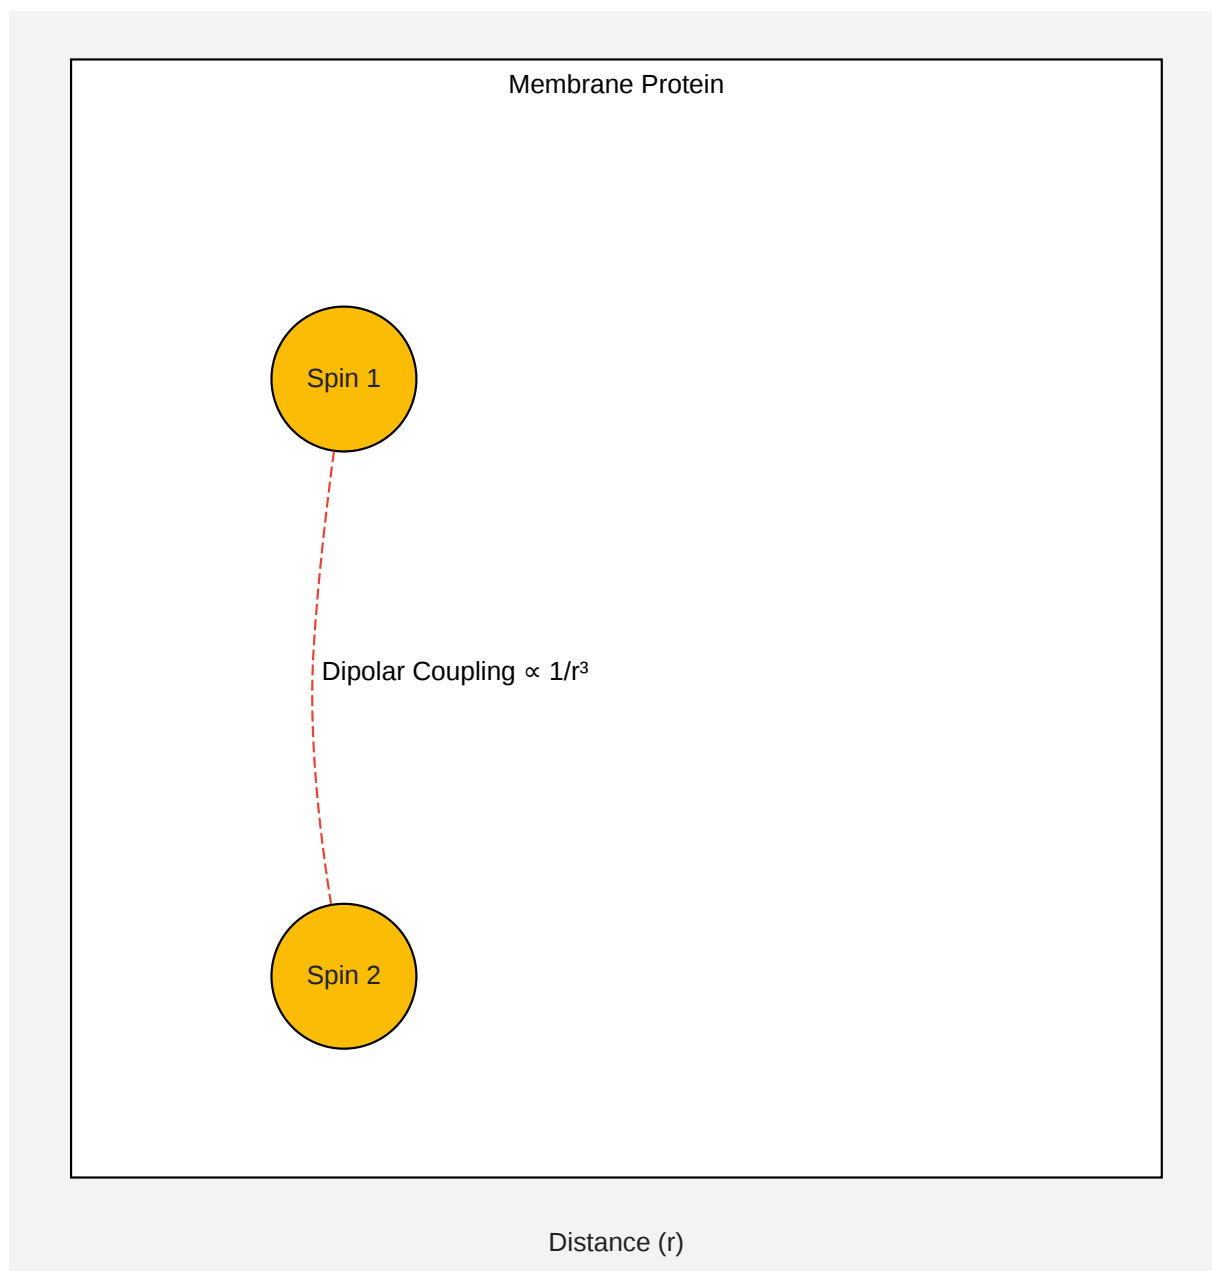 Membrane Protein
Spin 1
Dipolar Coupling ∝ 1/r³
Spin 2
Distance (r)